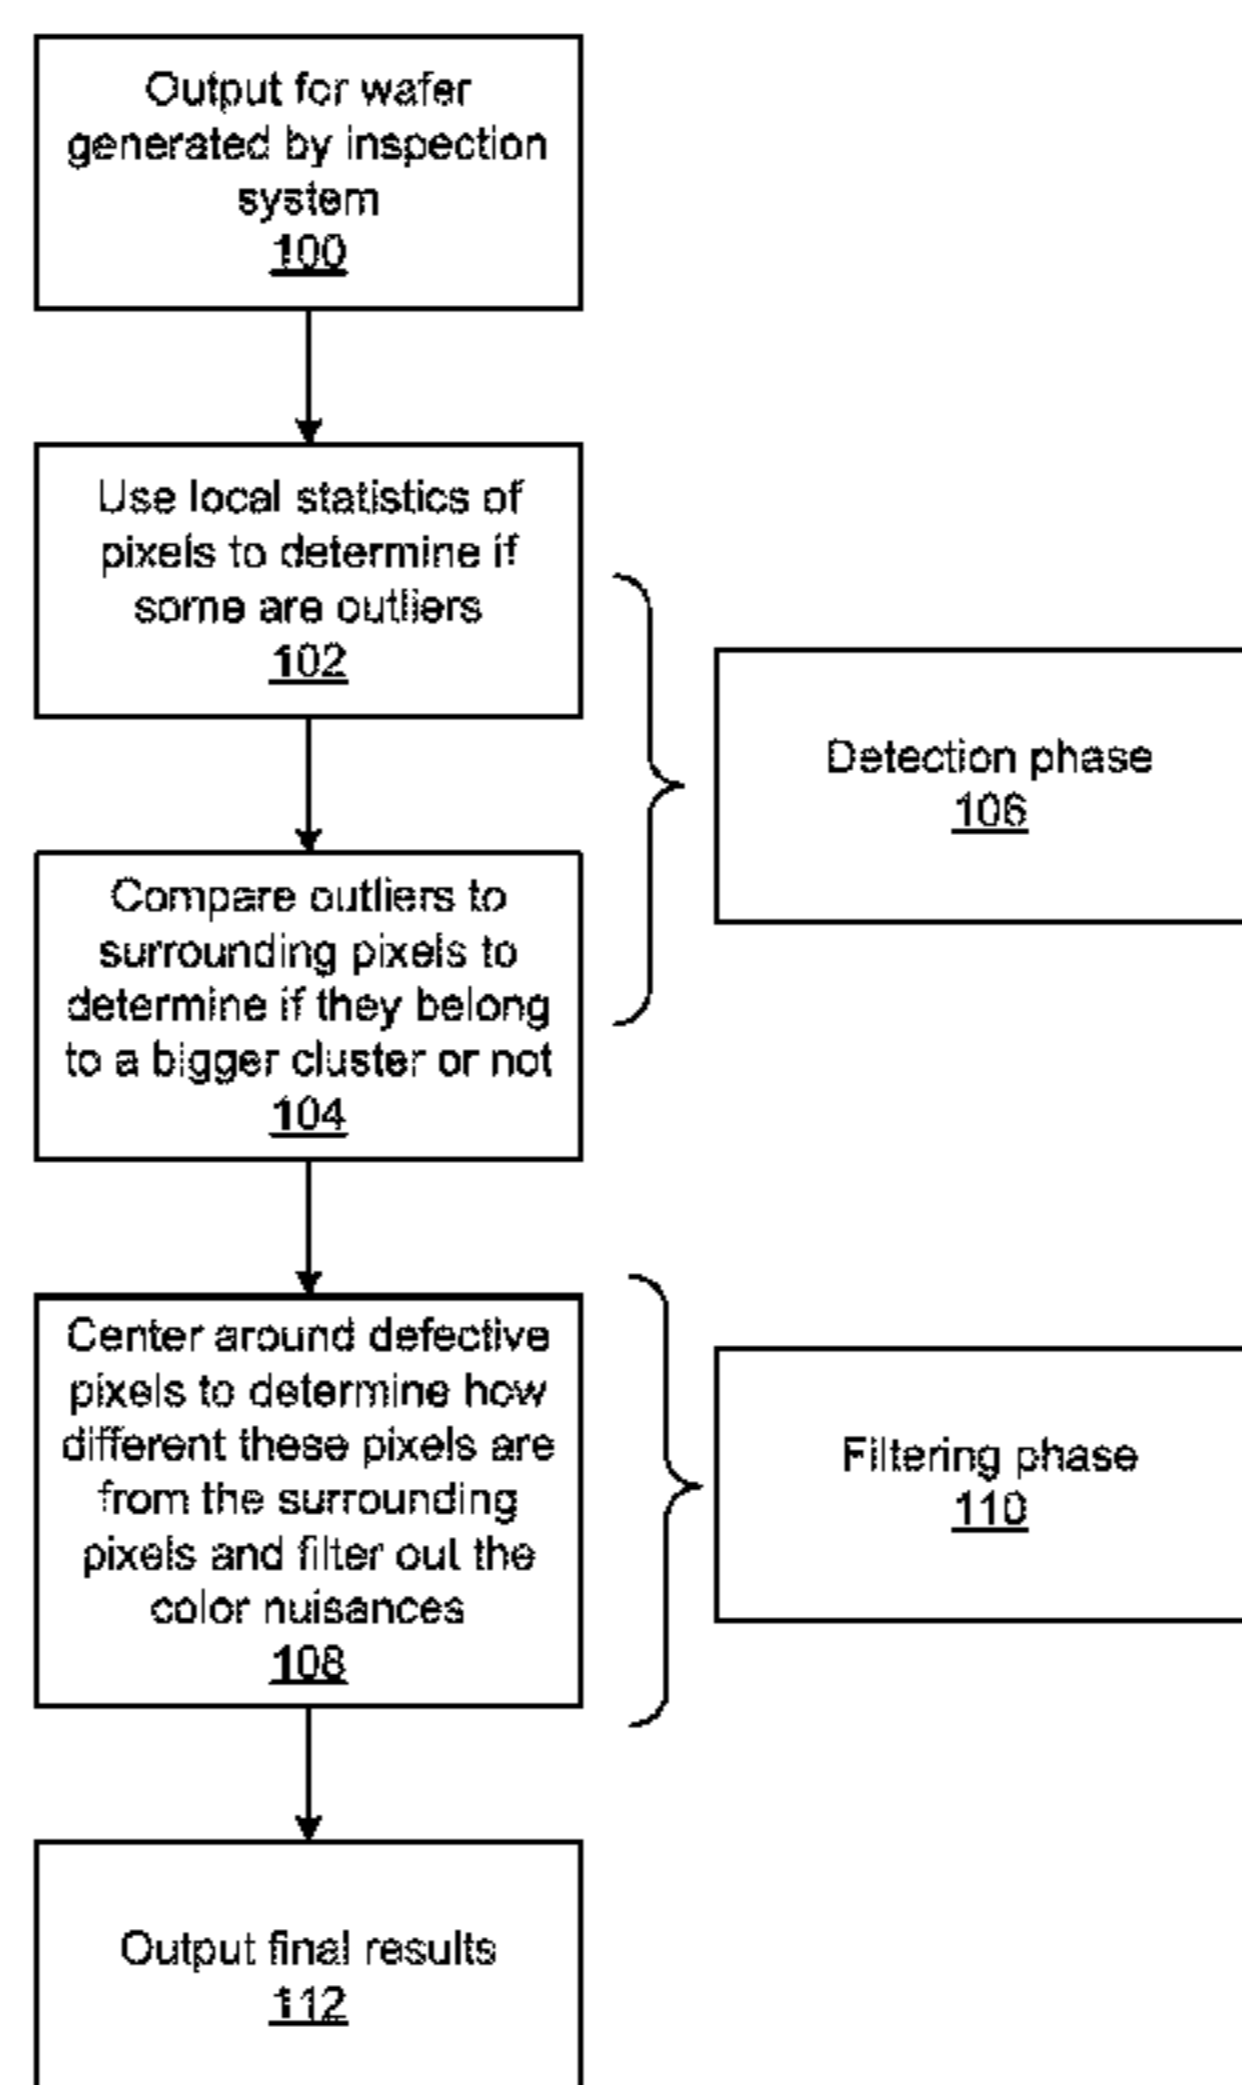 Output for wafer
generated by inspection
system
100
Use local statistics of
pixels to determine if
some are outliers
102
Compare outliers to
surrounding pixels to
determine if they belong
to a bigger cluster or not
104
Detection phase
106
Center around defective
pixels to determine how
different these pixels are
from the surrounding
pixels and filter out the
color nuisances
108
Filtering phase
110
Output final results
112